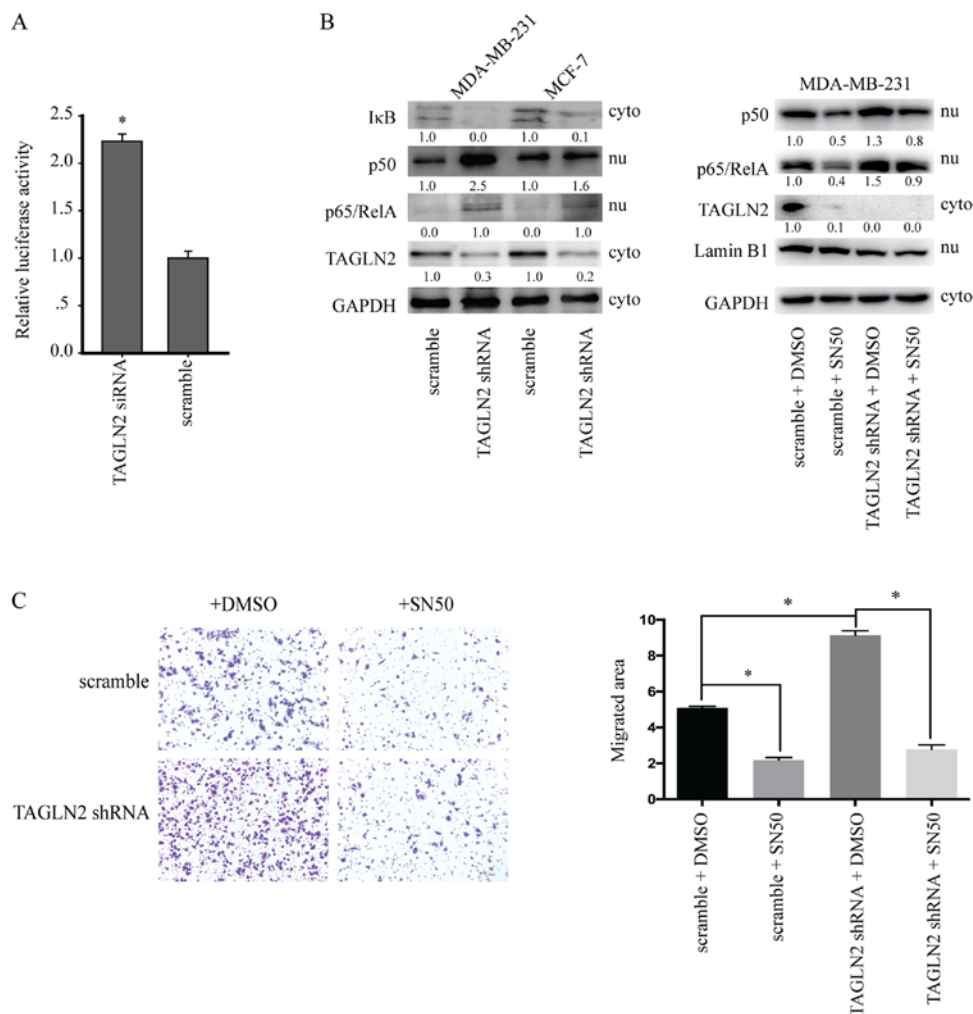 A
Relative luciferase activity
2.5
2.0
1.5
1.0
.5
0.0
*
TAGLN2 siRNA
scramble
B
MDA-MB-231
MCF-7
IκB
cyto
1.0 0.0 1.0 0.1
p50
nu
1.0 2.5 1.0 1.6
p65/RelA
nu
0.0 1.0 0.0 1.0
TAGLN2
cyto
1.0 0.3 1.0 0.2
GAPDH
cyto
scramble
TAGLN2 shRNA
scramble
TAGLN2 shRNA
MDA-MB-231
p50
nu
1.0 0.5 1.3 0.8
p65/RelA
nu
1.0 0.4 1.5 0.9
TAGLN2
cyto
1.0 0.1 0.0 0.0
Lamin B1
nu
GAPDH
cyto
scramble + DMSO
scramble + SN50
TAGLN2 shRNA + DMSO
TAGLN2 shRNA + SN50
C
+DMSO
+SN50
scramble
TAGLN2 shRNA
Migrated area
10
8
6
4
2
0
*
*
*
scramble + DMSO
scramble + SN50
TAGLN2 shRNA + DMSO
TAGLN2 shRNA + SN50